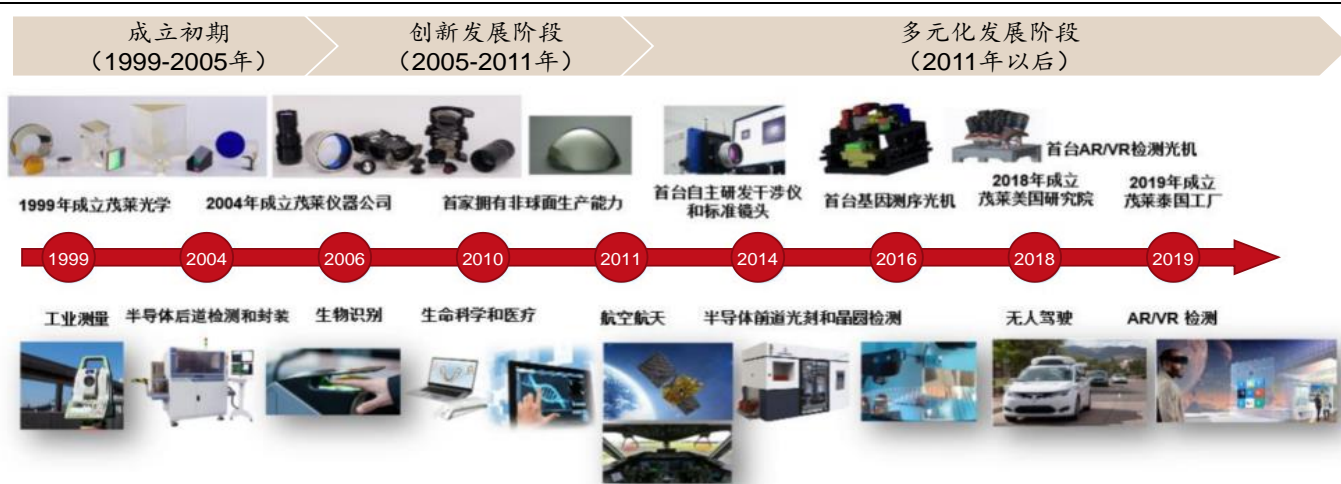 成立初期
（1999-2005年）
创新发展阶段
（2005-2011年）
多元化发展阶段
（2011年以后）
首台AR/VR检测光机
1999年成立茂莱光学
2004年成立茂莱仪器公司
首家拥有非球面生产能力
首台自主研发干涉仪
和标准镜头
首台基因测序光机
2018年成立
茂莱美国研究院
2019年成立
茂莱泰国工厂
1999
2004
2006
2010
2011
2014
2016
2018
2019
工业测量
半导体后道检测和封装
生物识别
生命科学和医疗
航空航天
半导体前道光刻和晶园检测
无人驾驶
AR/VR 检测